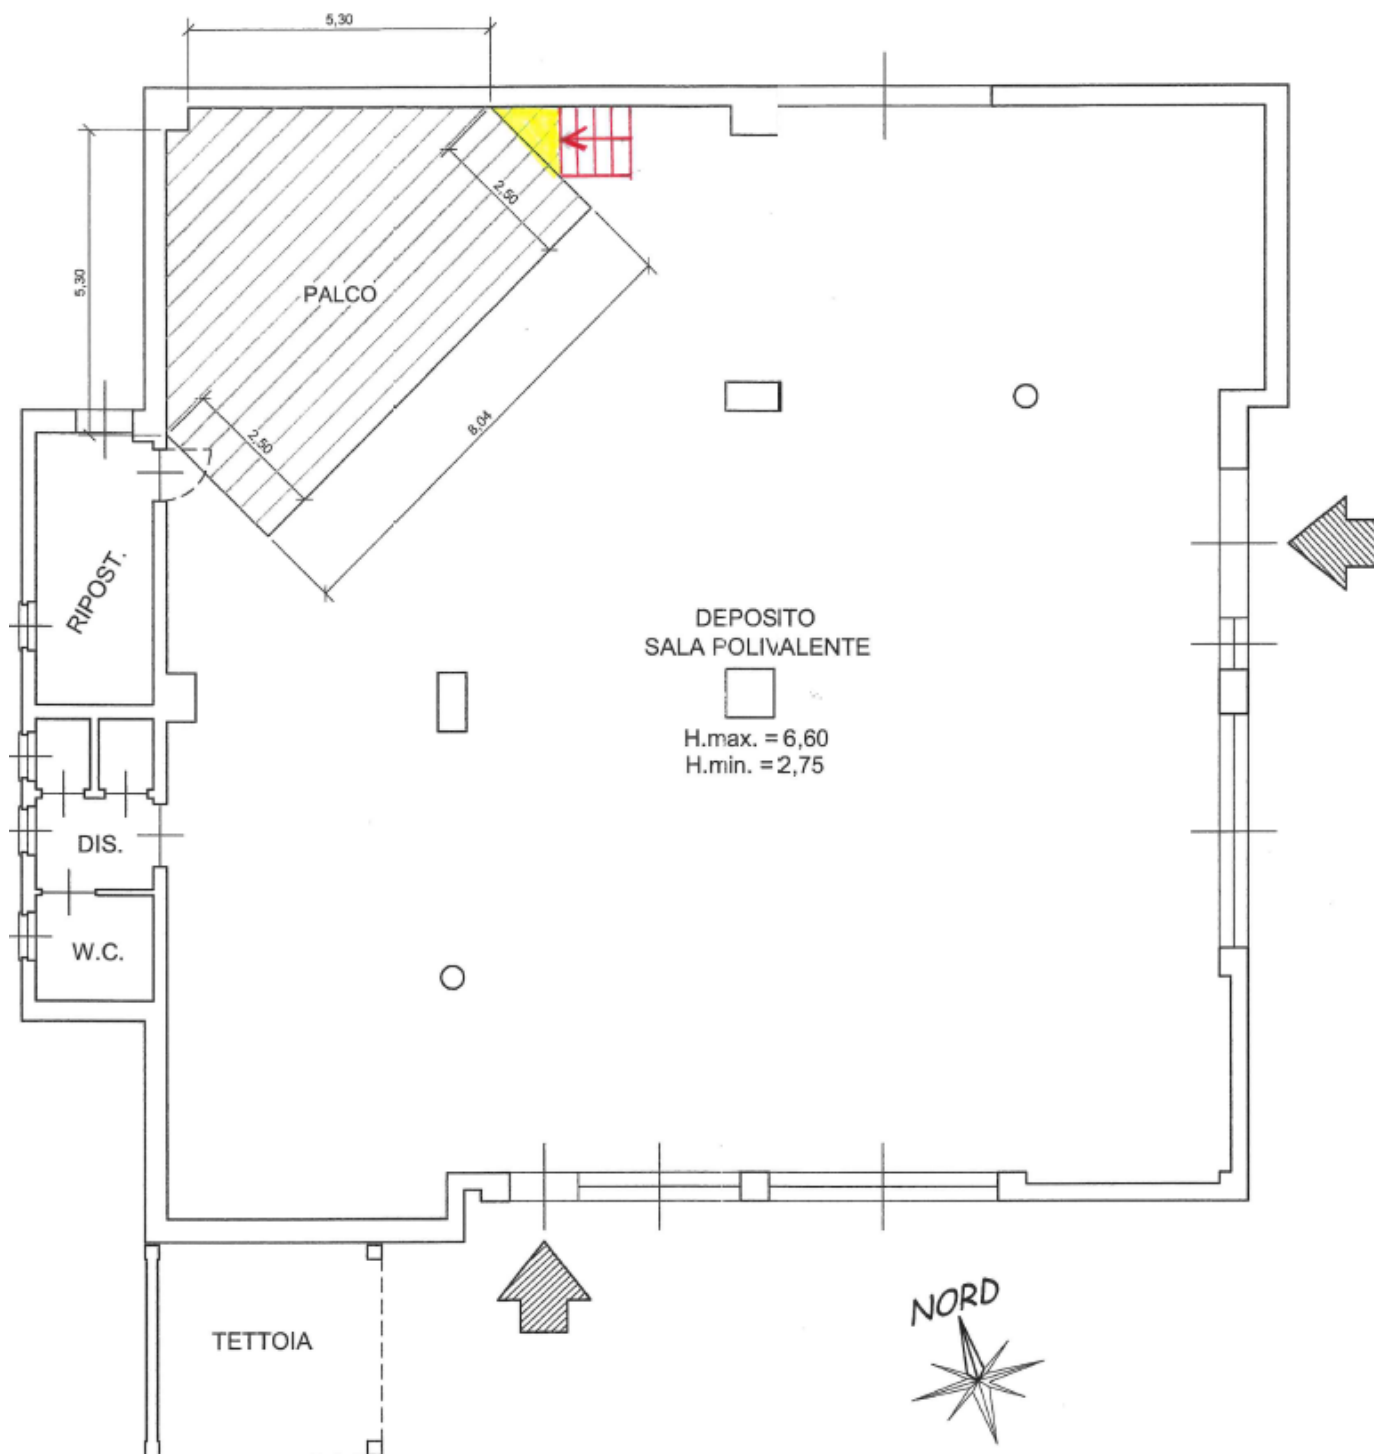 5,30
5,30
2,50
PALCO
2,50
8,04
RIPOST.
DEPOSITO
SALA POLIVALENTE
H.max. = 6,60
H.min. = 2,75
DIS.
W.C.
NORD
TETTOIA